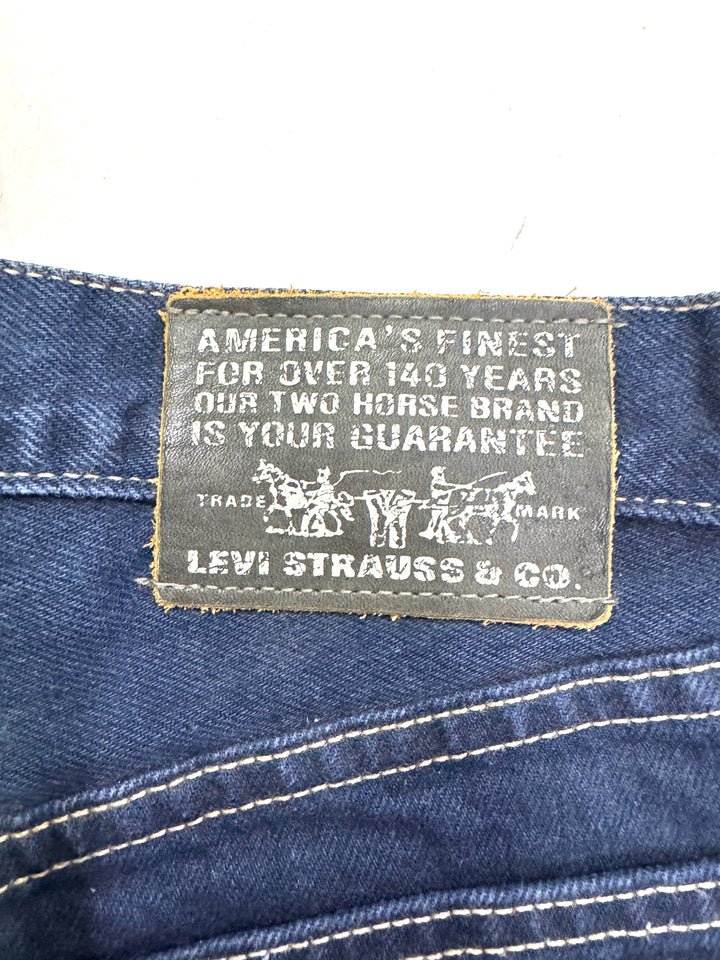 AMERICA'S FINEST
FOR OVER 140 YEARS
OUR TWO HORSE BRAND
IS YOUR GUARANTEE
TRADE MARK
LEVI STRAUSS & CO.